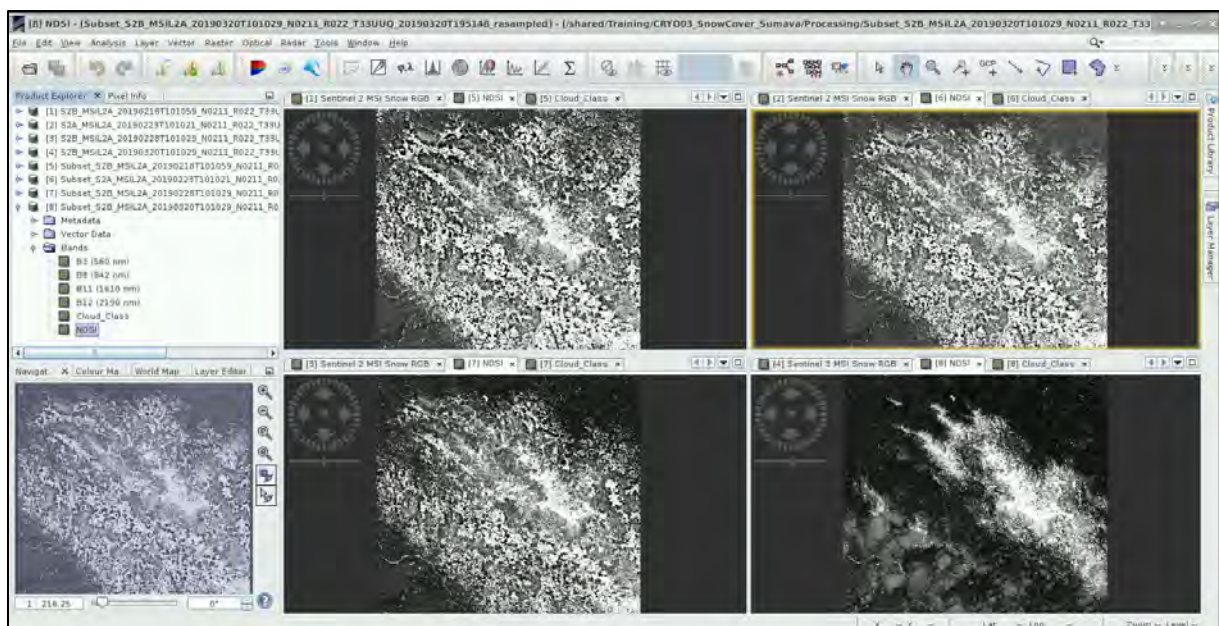 [8] NDSI - (Subset_S2B_MSIL2A_20190320T101029_N0211_R022_T33UUQ_20190320T195148_resampled) - (/shared/Training/CRYO03_SnowCover_Sumava/Processing/Subset_S2B_MSIL2A_20190320T101029_N0211_R022_T33
File Edit View Analysis Layer Vector Raster Optical Radar Tools Window Help
Product Explorer Pixel Info
[1] S2B_MSIL2A_20190218T101059_N0211_R022_T33U
[2] S2A_MSIL2A_20190223T101021_N0211_R022_T33U
[3] S2B_MSIL2A_20190228T101029_N0211_R022_T33U
[4] S2B_MSIL2A_20190320T101029_N0211_R022_T33U
[5] Subset_S2B_MSIL2A_20190218T101059_N0211_R0
[6] Subset_S2A_MSIL2A_20190223T101021_N0211_R0
[7] Subset_S2B_MSIL2A_20190228T101029_N0211_R0
[8] Subset_S2B_MSIL2A_20190320T101029_N0211_R0
Metadata
Vector Data
Bands
B3 (560 nm)
B8 (842 nm)
B11 (1610 nm)
B12 (2190 nm)
Cloud_Class
NDSI
Navigat. Colour Ma. World Map Layer Editor
1 : 216.25
0°
[1] Sentinel 2 MSI Snow RGB [5] NDSI [5] Cloud_Class
[2] Sentinel 2 MSI Snow RGB [6] NDSI [6] Cloud_Class
[3] Sentinel 2 MSI Snow RGB [7] NDSI [7] Cloud_Class
[4] Sentinel 2 MSI Snow RGB [8] NDSI [8] Cloud_Class
GCP
Product Library
Layer Manager